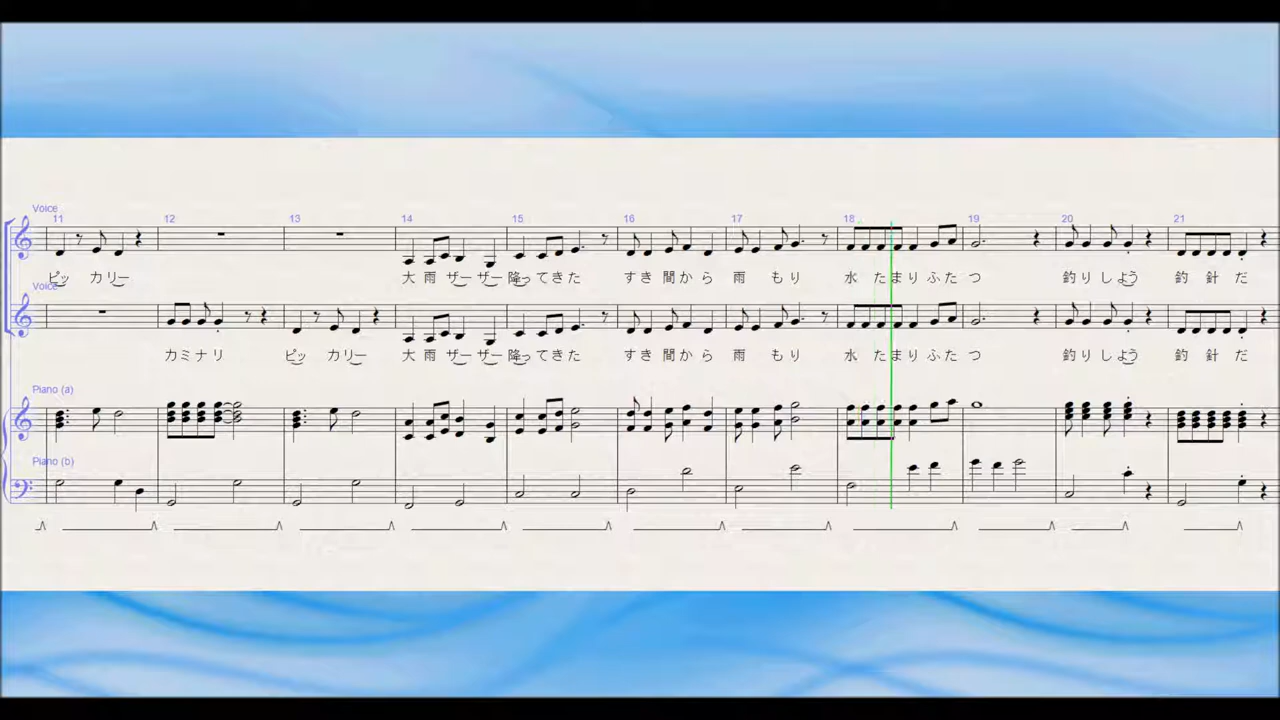 Voice
11 12 13 14 15 16 17 18 19 20 21
ピッ カリー 大 雨 ザー ザー 降っ てきた すき 間から 雨 もり 水 たまりふたつ 釣りしよう 釣 針 だ
Voice
カミナリ ピッ カリー 大 雨 ザー ザー 降っ てきた すき 間から 雨 もり 水 たまりふたつ 釣りしよう 釣 針 だ
Piano (a)
Piano (b)